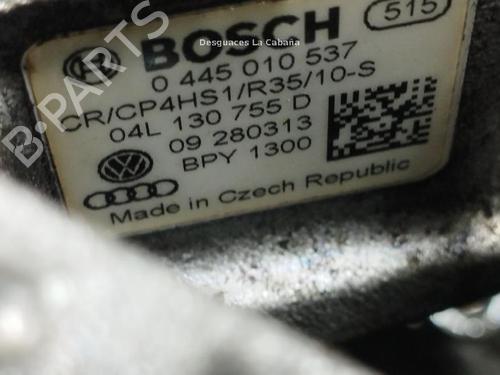 BOSCH
515
Desguaces La Cabaña
0 445 010 537
CR/CP4HS1/R35/10-S
04L 130 755 D
09 280313
BPY 1300
Made in Czech Republic
B-PARTS